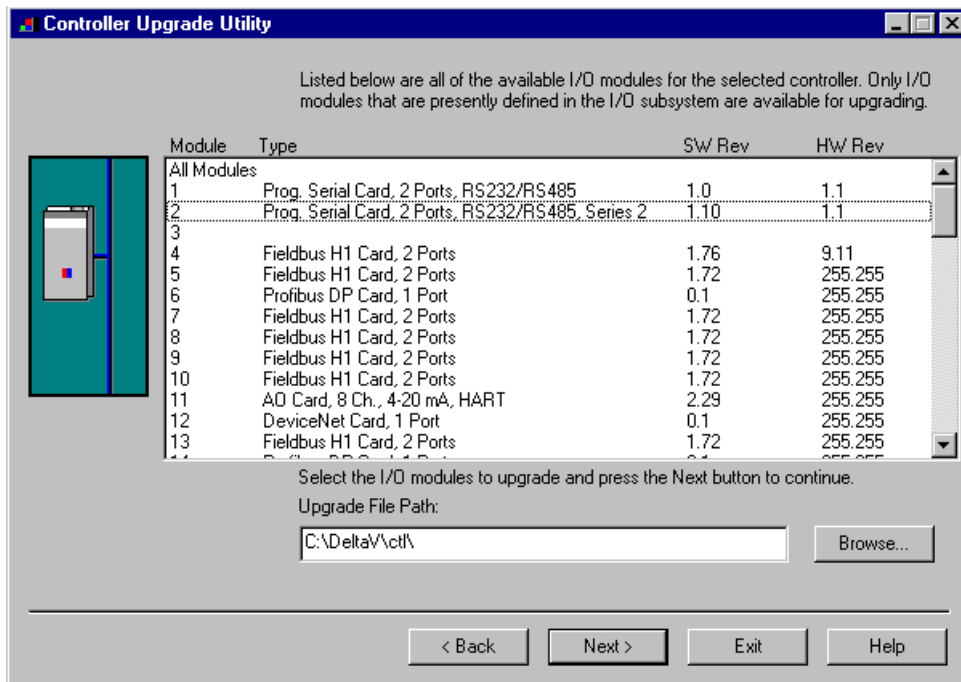 Controller Upgrade Utility
Listed below are all of the available I/O modules for the selected controller. Only I/O
modules that are presently defined in the I/O subsystem are available for upgrading.
Module Type SW Rev HW Rev
All Modules
1 Prog. Serial Card, 2 Ports, RS232/RS485 1.0 1.1
2 Prog. Serial Card, 2 Ports, RS232/RS485, Series 2 1.10 1.1
3
4 Fieldbus H1 Card, 2 Ports 1.76 9.11
5 Fieldbus H1 Card, 2 Ports 1.72 255.255
6 Profibus DP Card, 1 Port 0.1 255.255
7 Fieldbus H1 Card, 2 Ports 1.72 255.255
8 Fieldbus H1 Card, 2 Ports 1.72 255.255
9 Fieldbus H1 Card, 2 Ports 1.72 255.255
10 Fieldbus H1 Card, 2 Ports 1.72 255.255
11 AO Card, 8 Ch., 4-20 mA, HART 2.29 255.255
12 DeviceNet Card, 1 Port 0.1 255.255
13 Fieldbus H1 Card, 2 Ports 1.72 255.255
Select the I/O modules to upgrade and press the Next button to continue.
Upgrade File Path:
C:\DeltaV\ctl\
Browse...
< Back Next > Exit Help